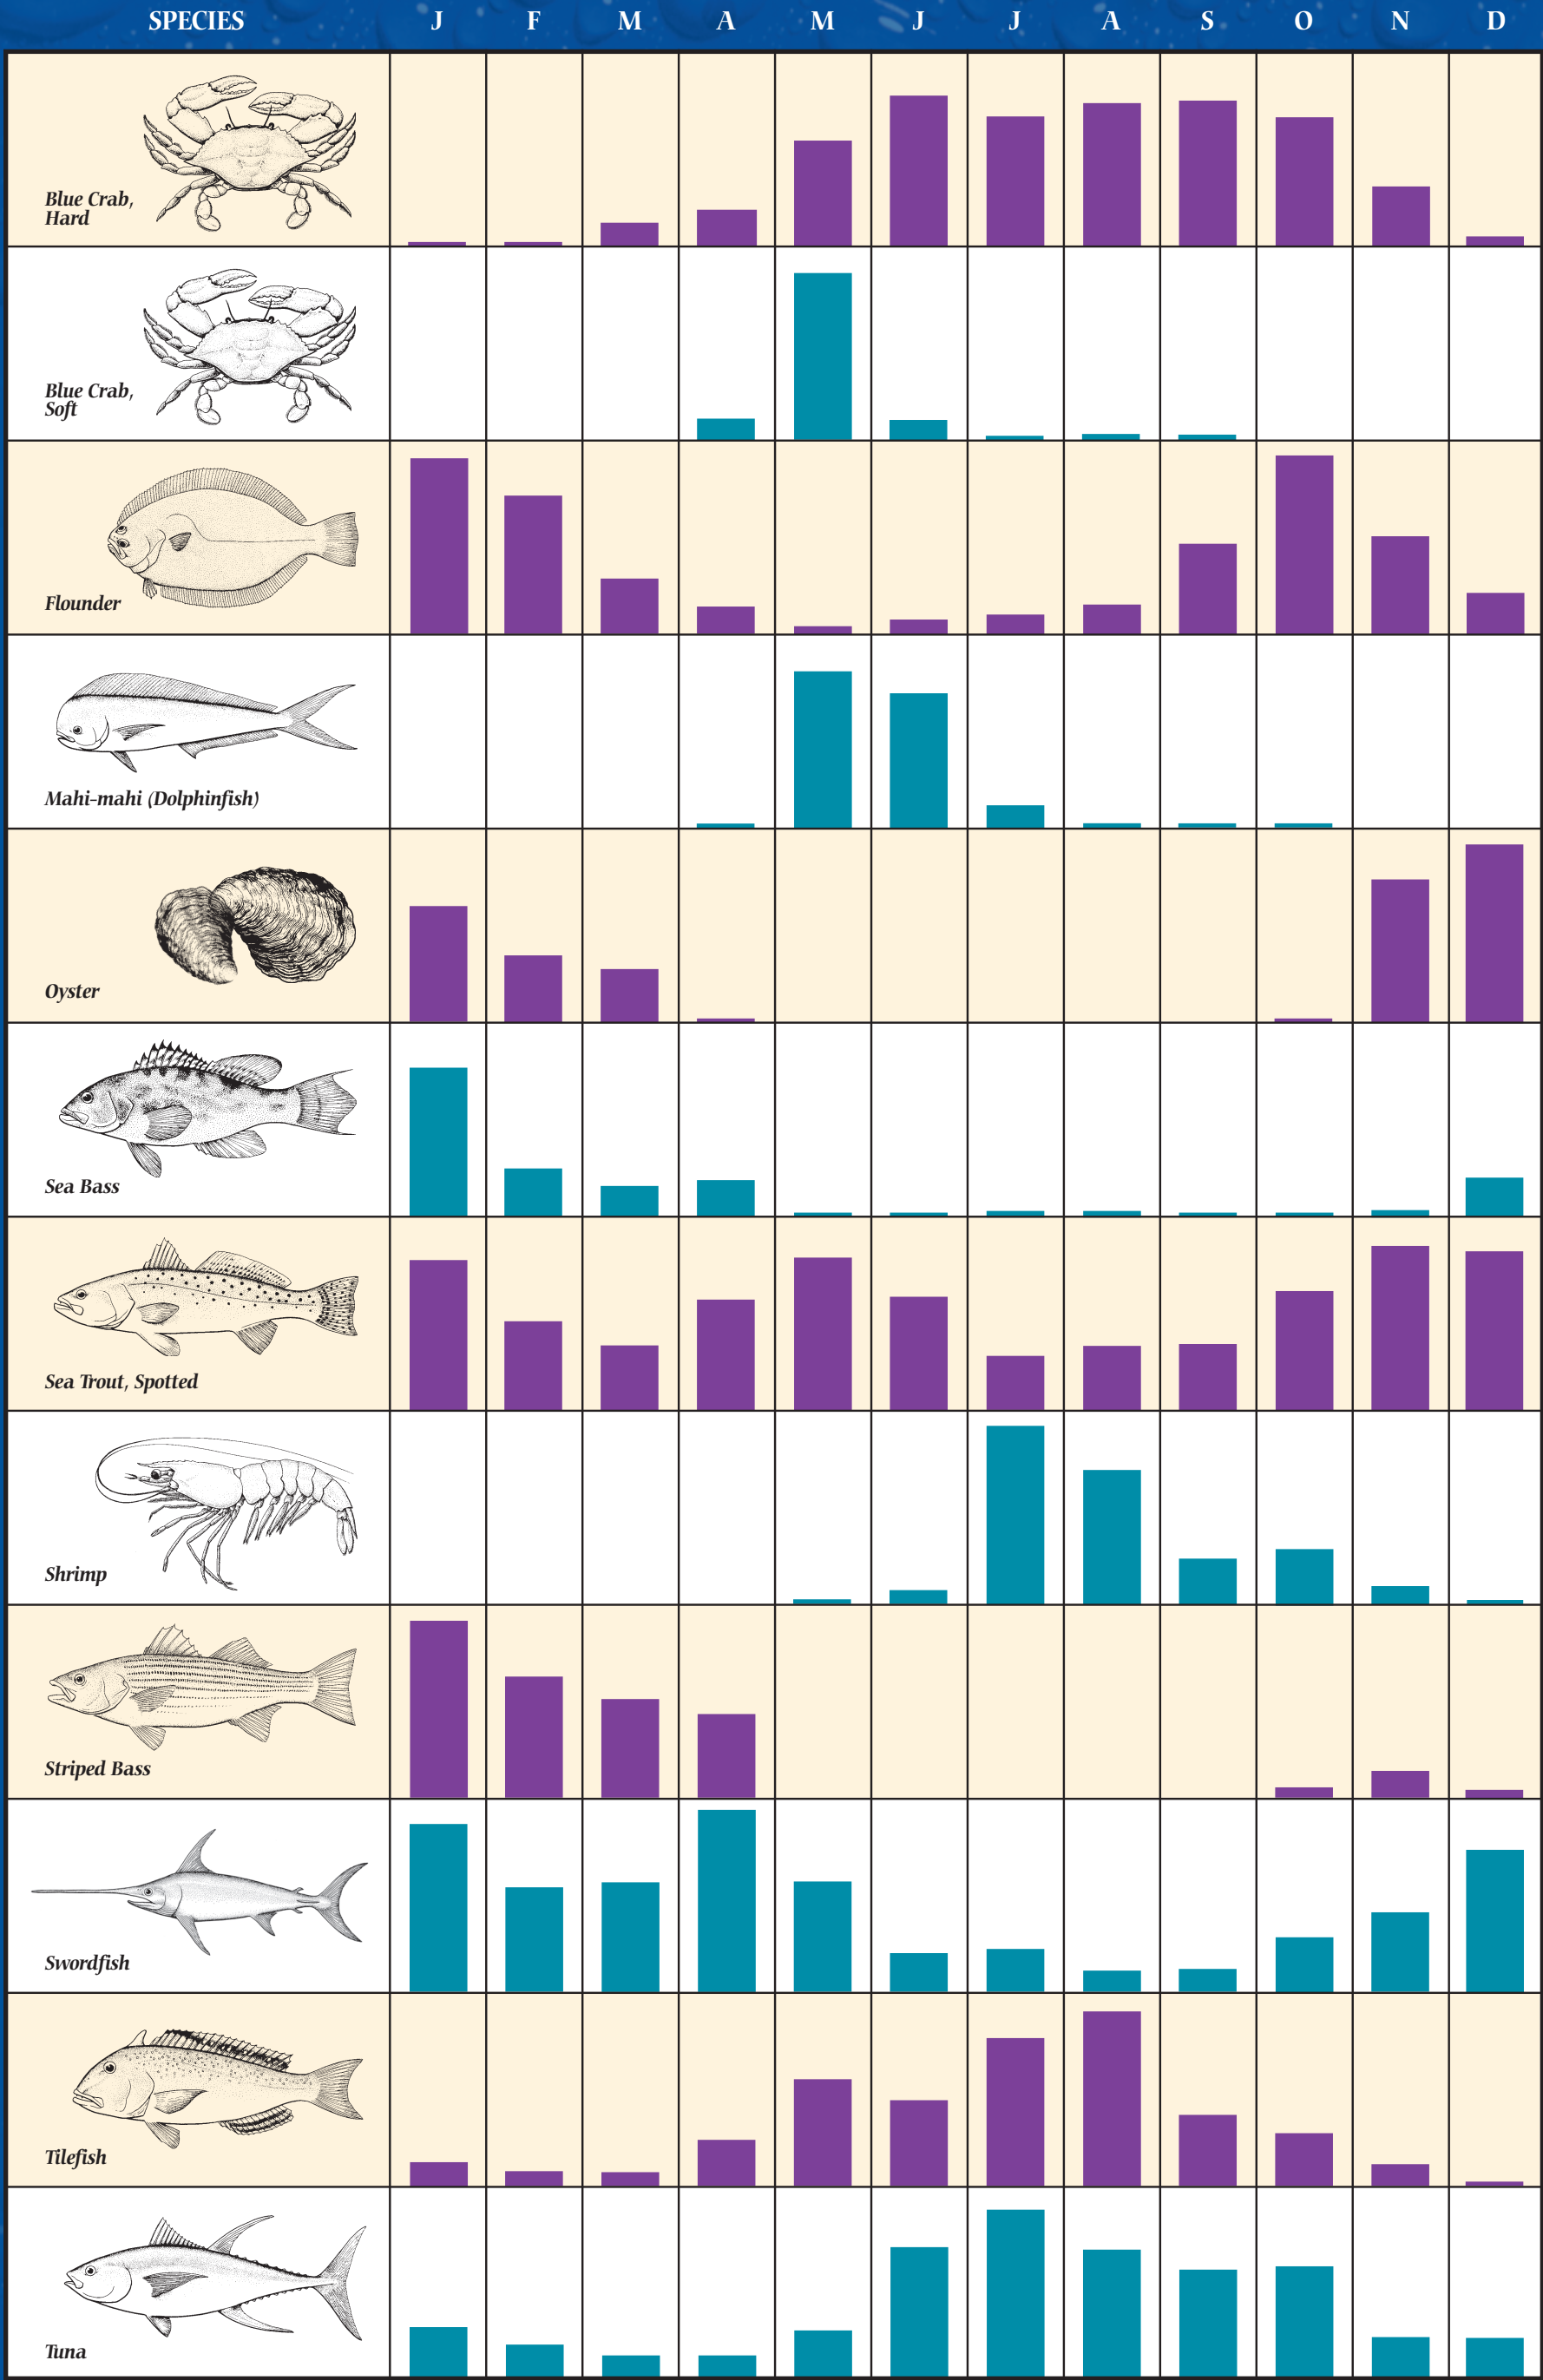 SPECIES J F M A M J J A S O N D
Blue Crab,
Hard
Blue Crab,
Soft
Flounder
Mahi-mahi (Dolphinfish)
Oyster
Sea Bass
Sea Trout, Spotted
Shrimp
Striped Bass
Swordfish
Tilefish
Tuna